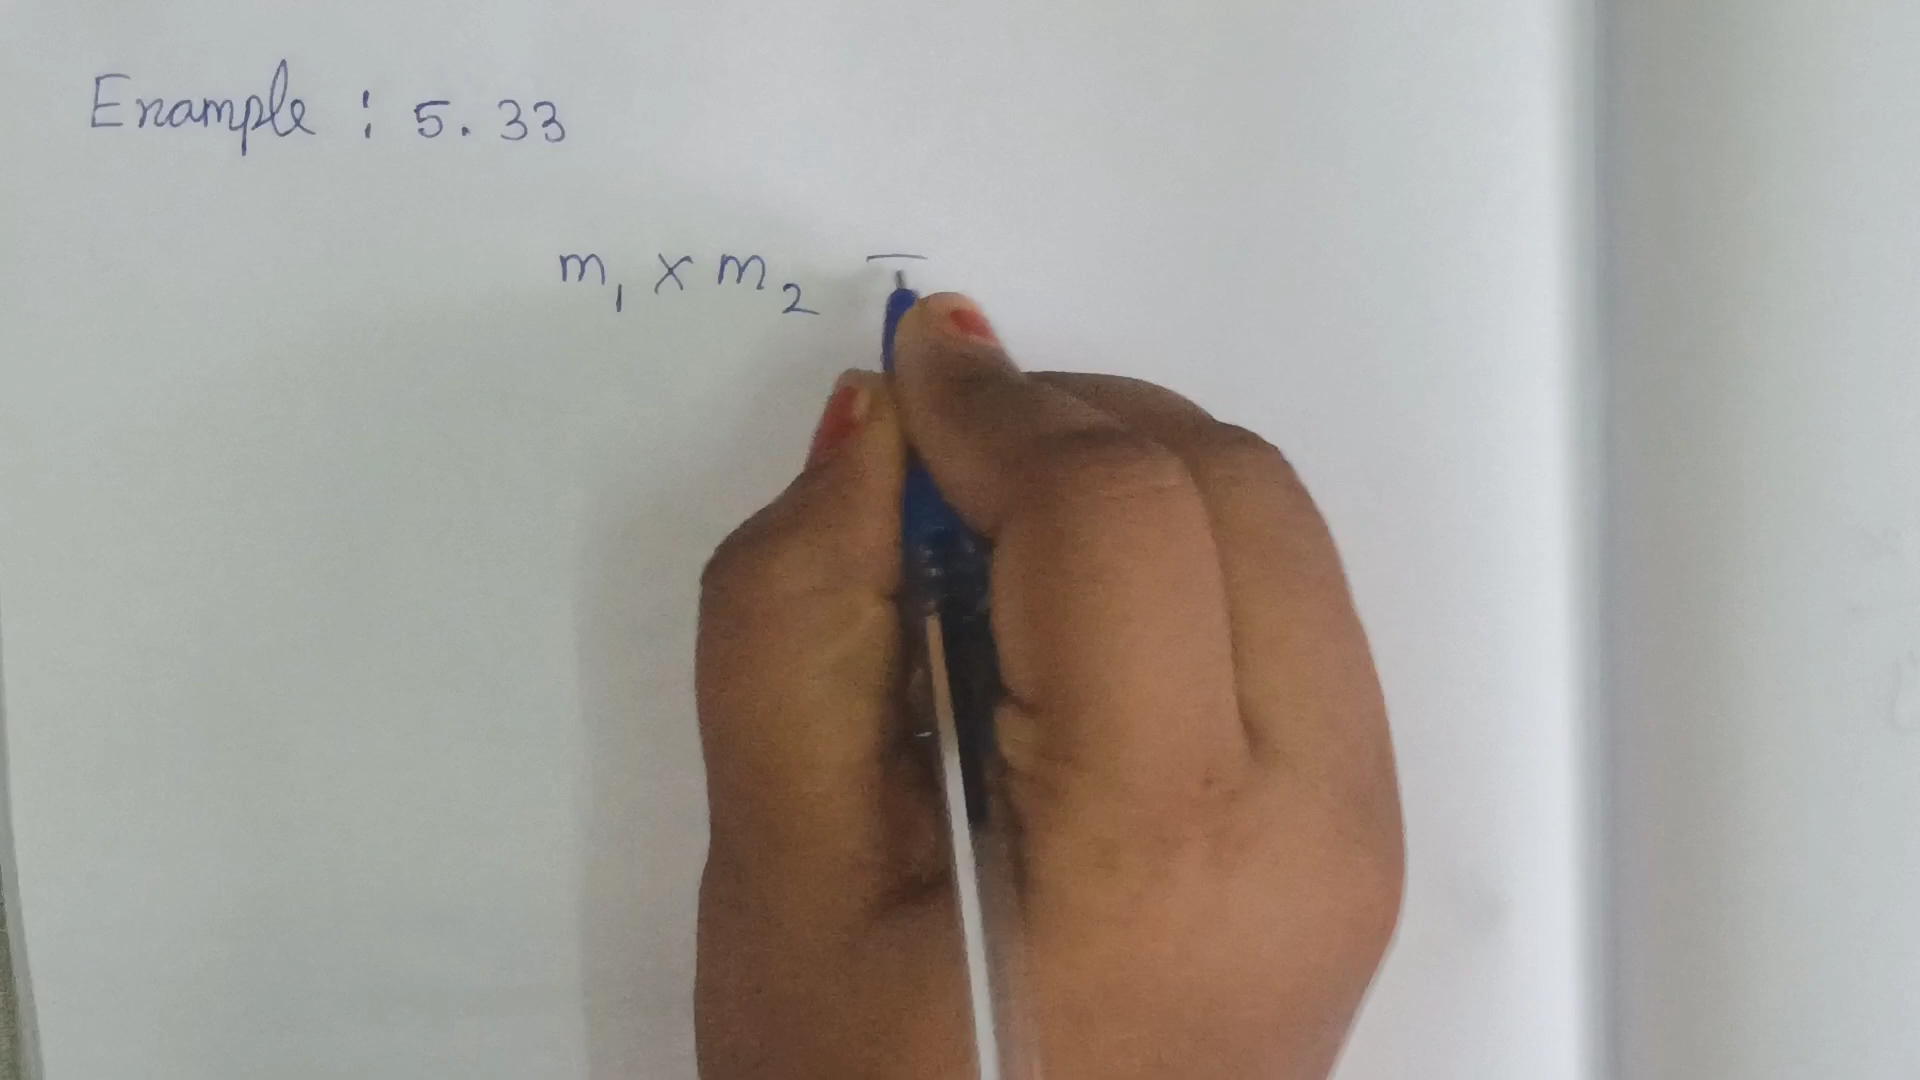 Example : 5.33
m₁ × m₂ —